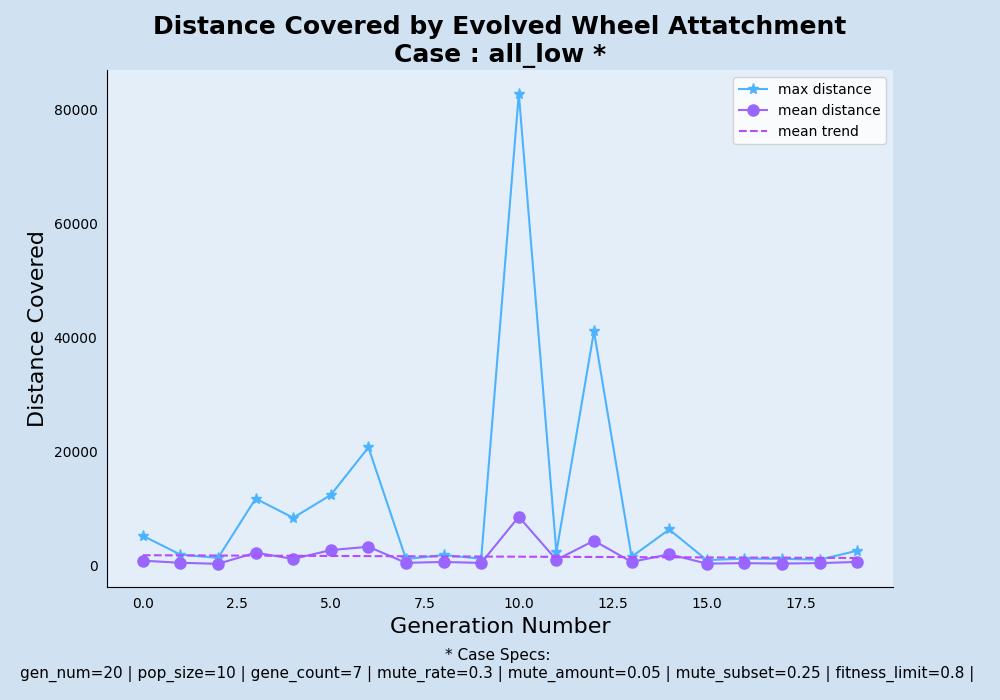 Distance Covered by Evolved Wheel Attatchment
Case : all_low *
max distance
mean distance
mean trend
Distance Covered
80000
60000
40000
20000
0
0.0 2.5 5.0 7.5 10.0 12.5 15.0 17.5
Generation Number
* Case Specs:
gen_num=20 | pop_size=10 | gene_count=7 | mute_rate=0.3 | mute_amount=0.05 | mute_subset=0.25 | fitness_limit=0.8 |